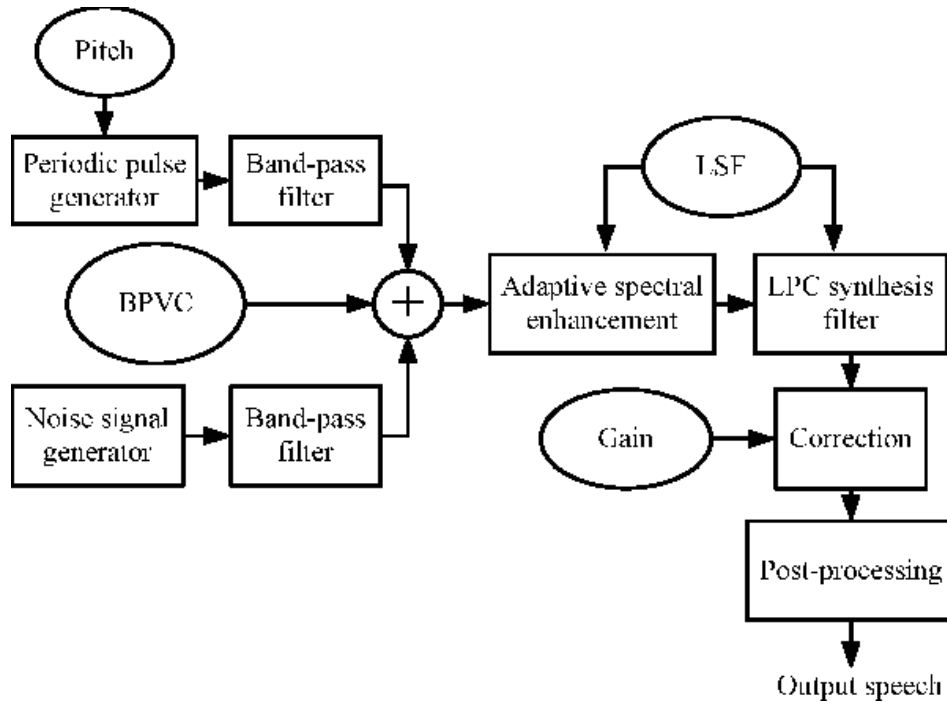 Pitch
Periodic pulse
generator
Band-pass
filter
LSF
BPVC
+
Adaptive spectral
enhancement
LPC synthesis
filter
Noise signal
generator
Band-pass
filter
Gain
Correction
Post-processing
Output speech